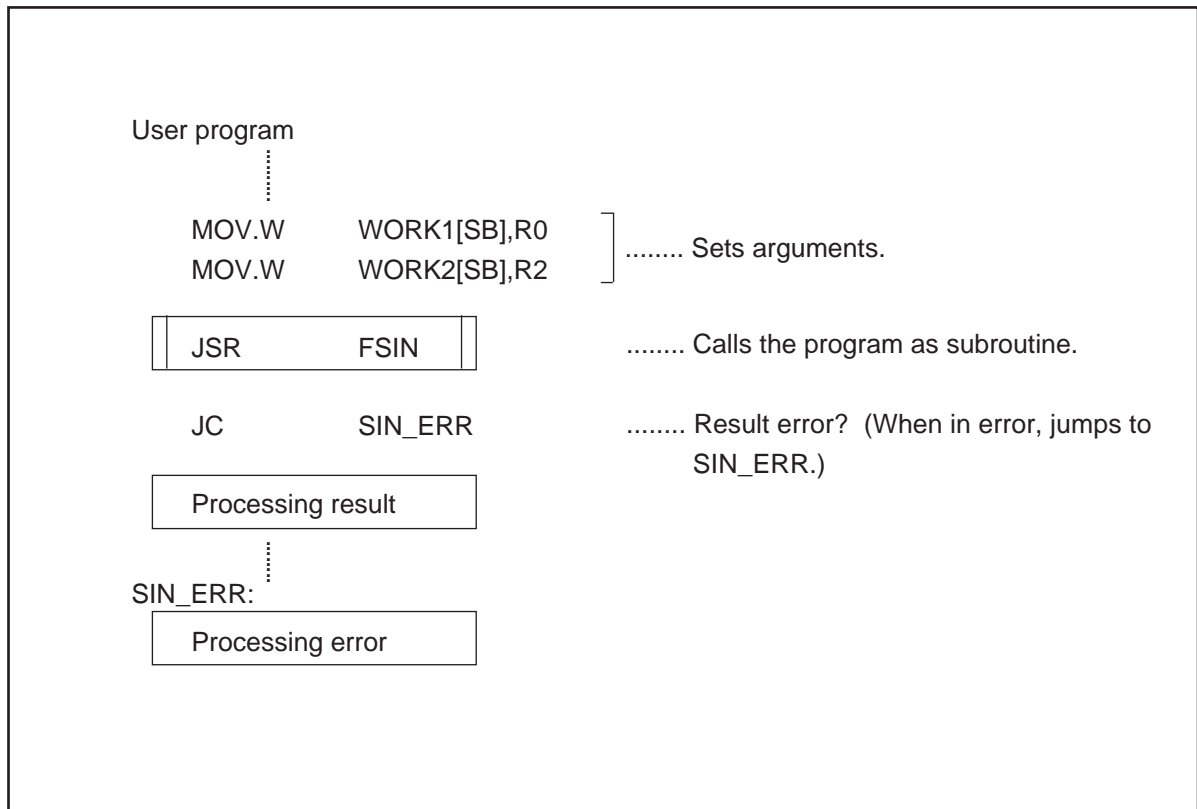 User program
MOV.W WORK1[SB],R0
MOV.W WORK2[SB],R2
........ Sets arguments.
JSR FSIN ........ Calls the program as subroutine.
JC SIN_ERR ........ Result error? (When in error, jumps to
SIN_ERR.)
Processing result
SIN_ERR:
Processing error